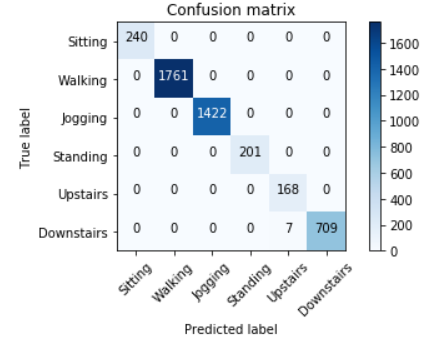 Confusion matrix
True label
Sitting 240 0 0 0 0 0
Walking 0 1761 0 0 0 0
Jogging 0 0 1422 0 0 0
Standing 0 0 0 201 0 0
Upstairs 0 0 0 0 168 0
Downstairs 0 0 0 0 7 709
Sitting Walking Jogging Standing Upstairs Downstairs
Predicted label
1600
1400
1200
1000
800
600
400
200
0